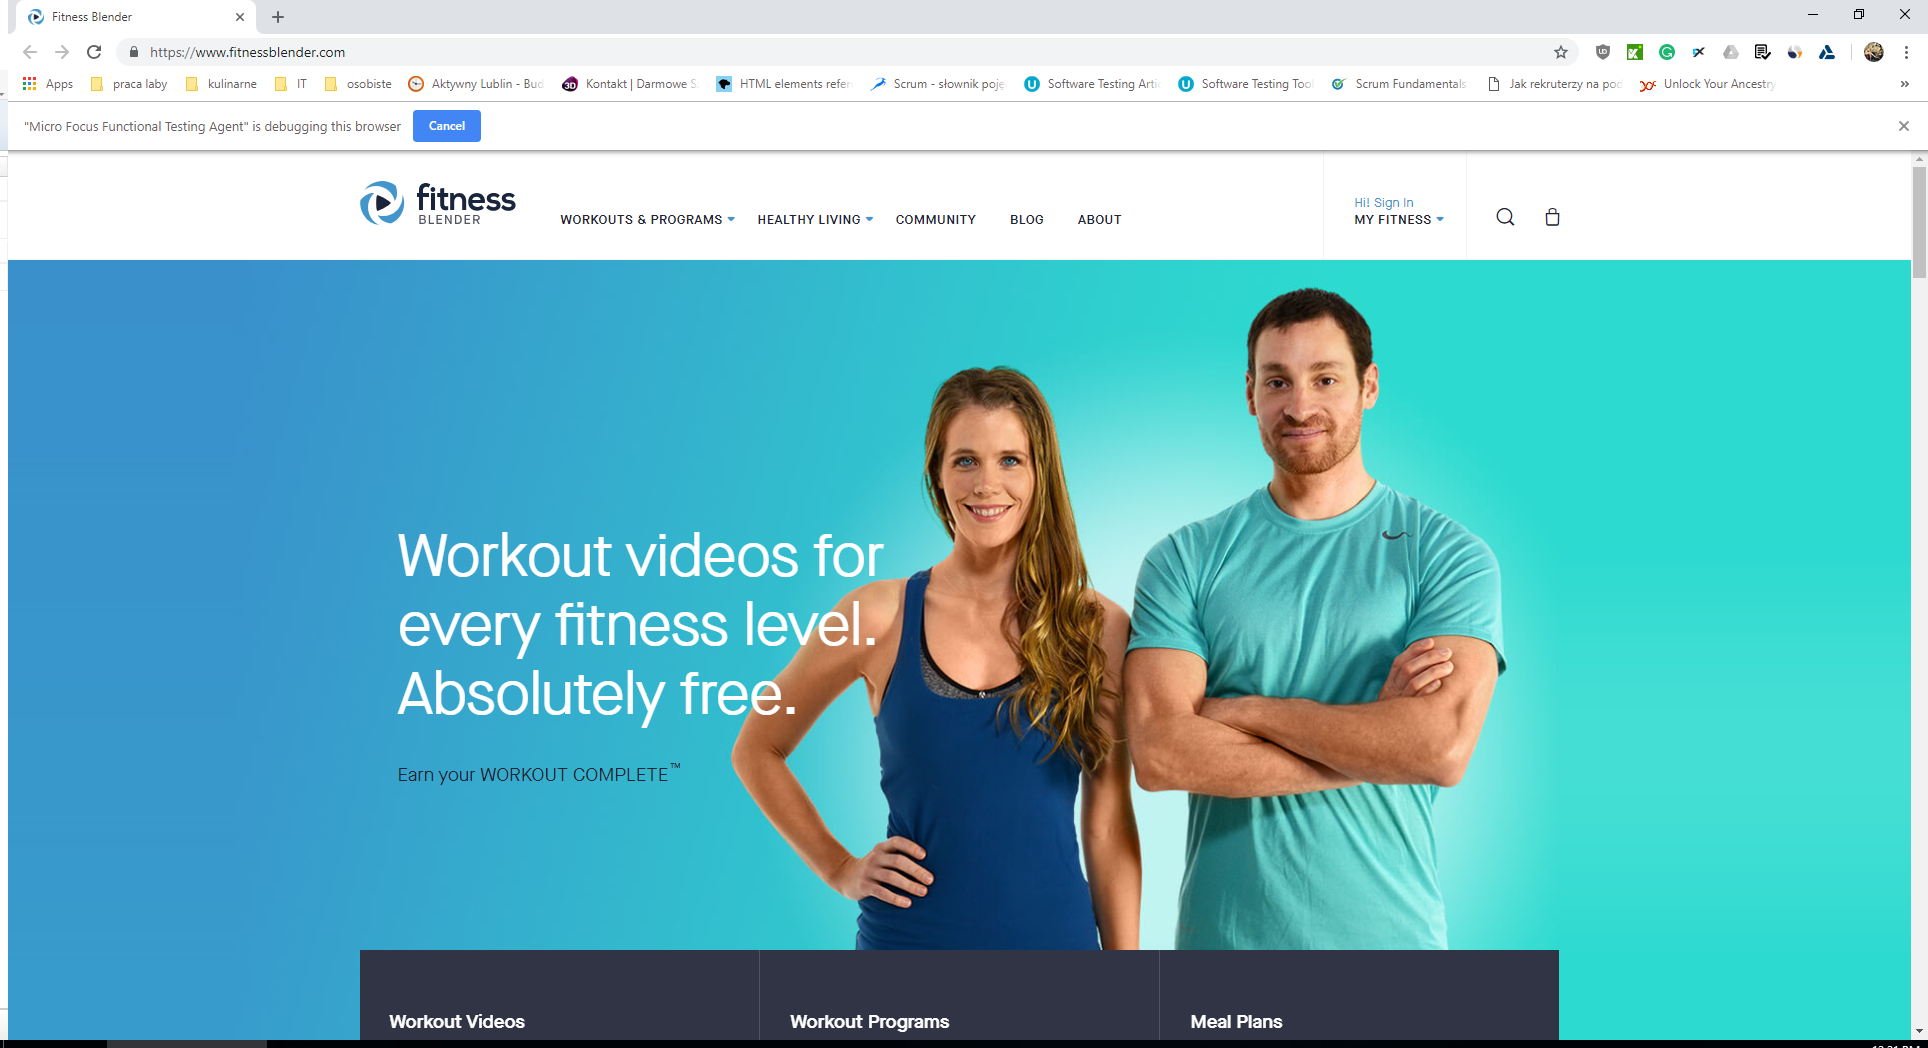 Fitness Blender
https://www.fitnessblender.com
Apps praca laby kulinarne IT osobiste Aktywny Lublin - Bud Kontakt | Darmowe S HTML elements refer Scrum - słownik poję Software Testing Artic Software Testing Tool Scrum Fundamentals Jak rekruterzy na pod Unlock Your Ancestry »
"Micro Focus Functional Testing Agent" is debugging this browser Cancel
fitness
BLENDER
WORKOUTS & PROGRAMS HEALTHY LIVING COMMUNITY BLOG ABOUT
Hi! Sign In
MY FITNESS
Workout videos for
every fitness level.
Absolutely free.
Earn your WORKOUT COMPLETE™
Workout Videos Workout Programs Meal Plans